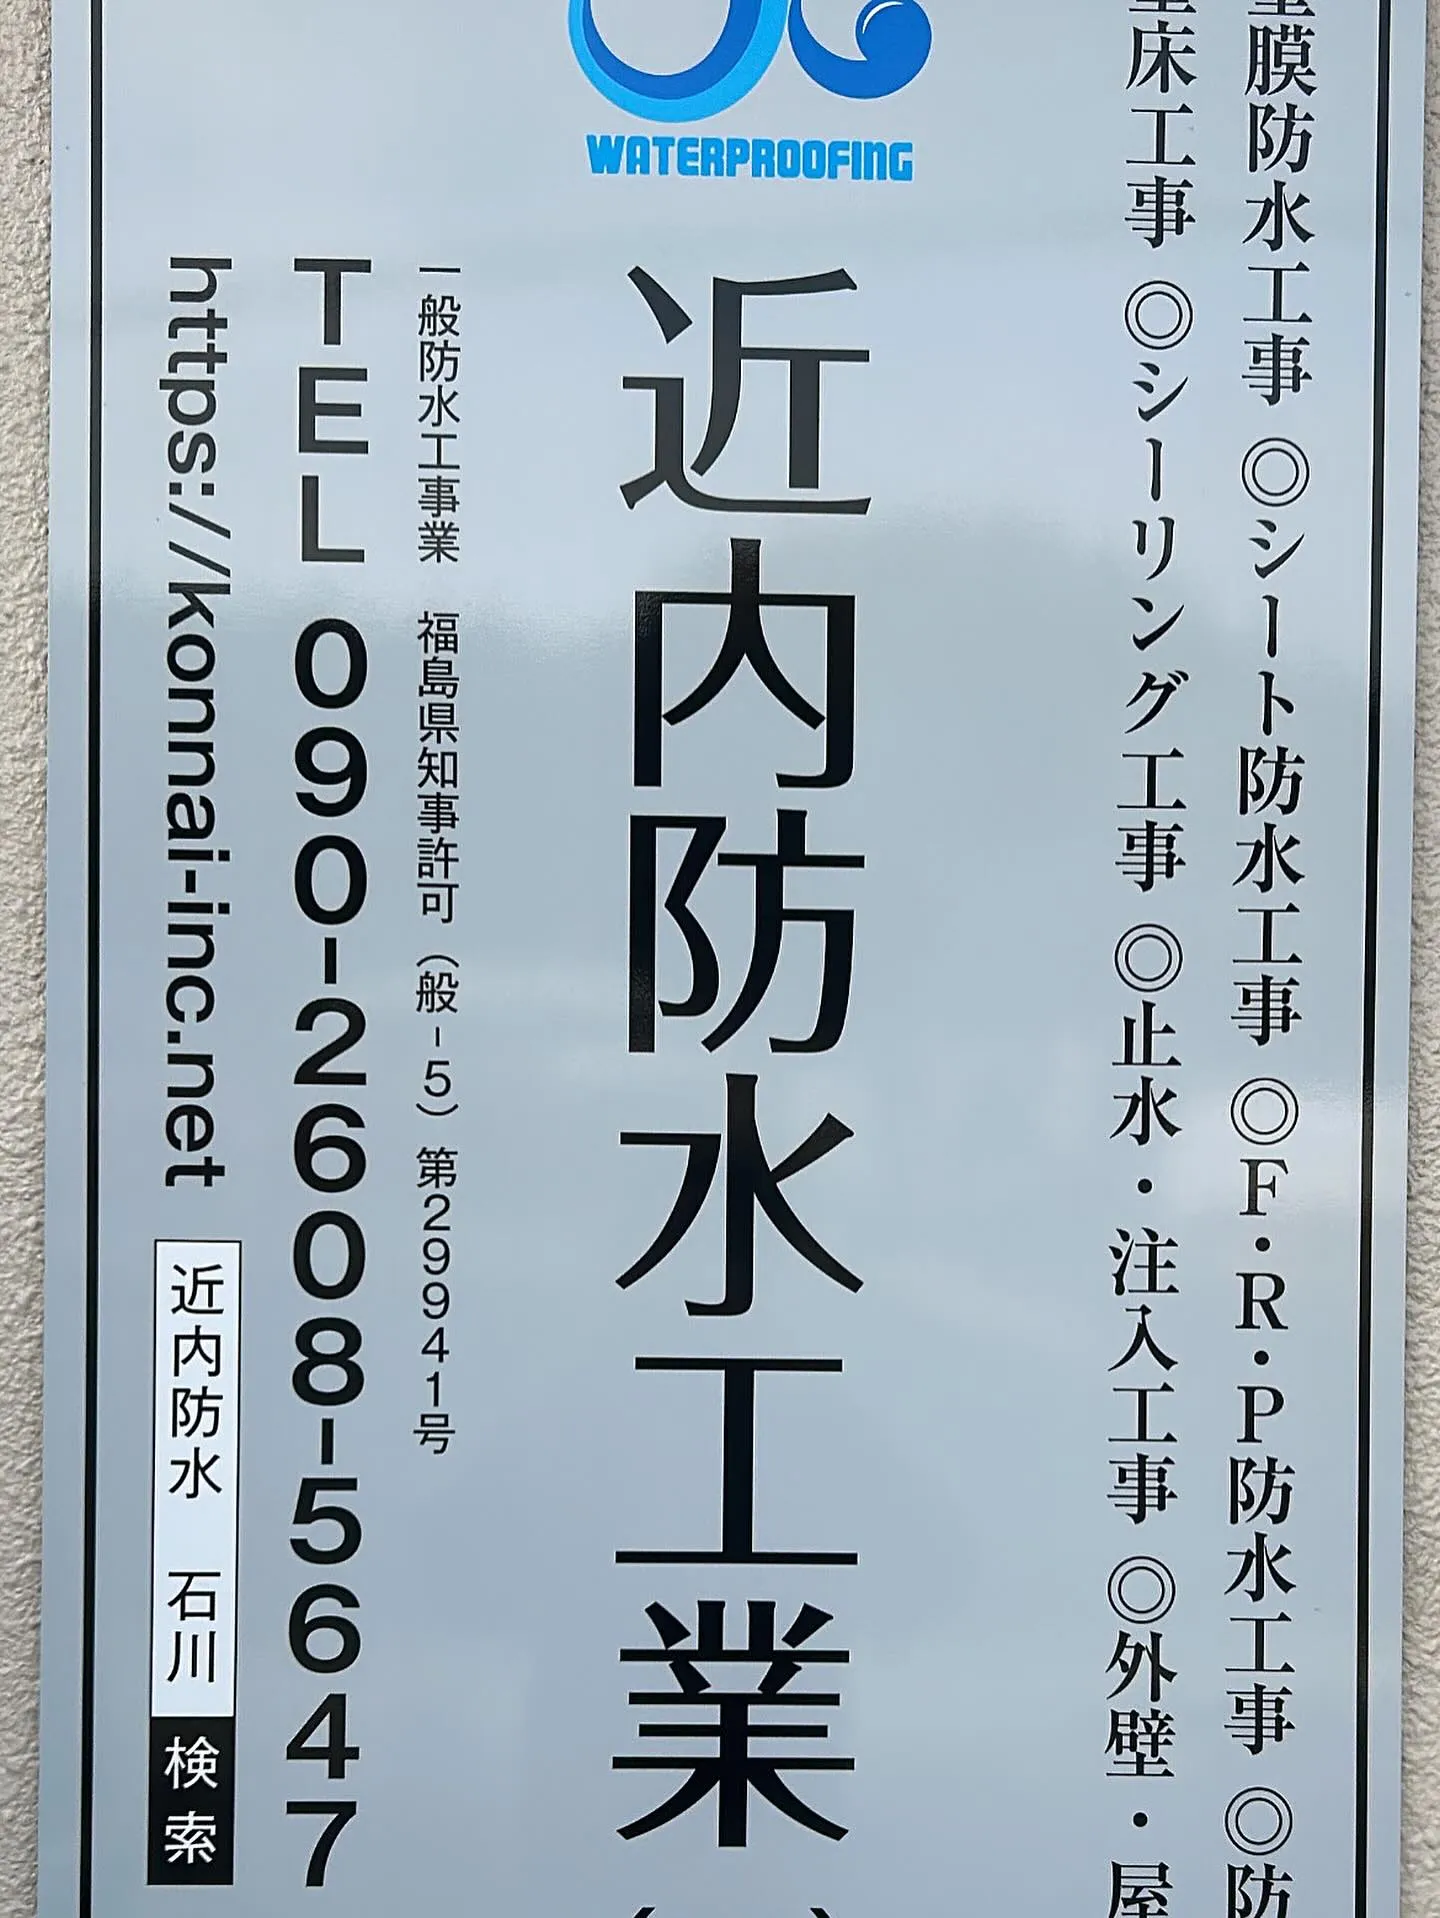 WATERPROOFING
膜防水工事 ◎シート防水工事 ◎F・R・P防水工事 ◎防
床工事 ◎シーリング工事 ◎止水・注入工事 ◎外壁・屋
近内防水工業
一般防水工事業 福島県知事許可(般-5)第29941号
TEL 090-2608-5647
https://konnai-inc.net 近内防水 石川 検索